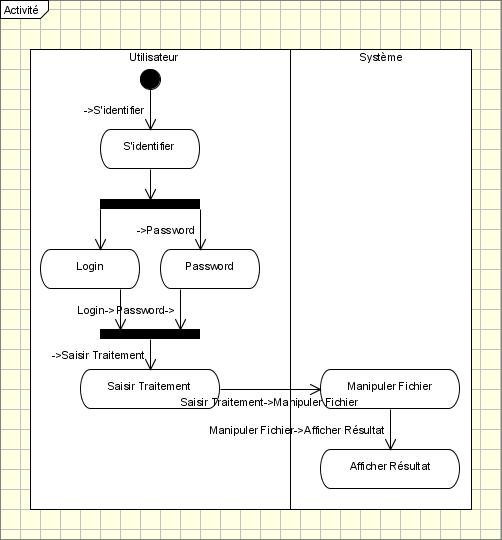 Activité
Utilisateur
Système
->S'identifier
S'identifier
->Password
Login
Password
Login->
Password->
->Saisir Traitement
Saisir Traitement
Manipuler Fichier
Saisir Traitement->Manipuler Fichier
Manipuler Fichier->Afficher Résultat
Afficher Résultat